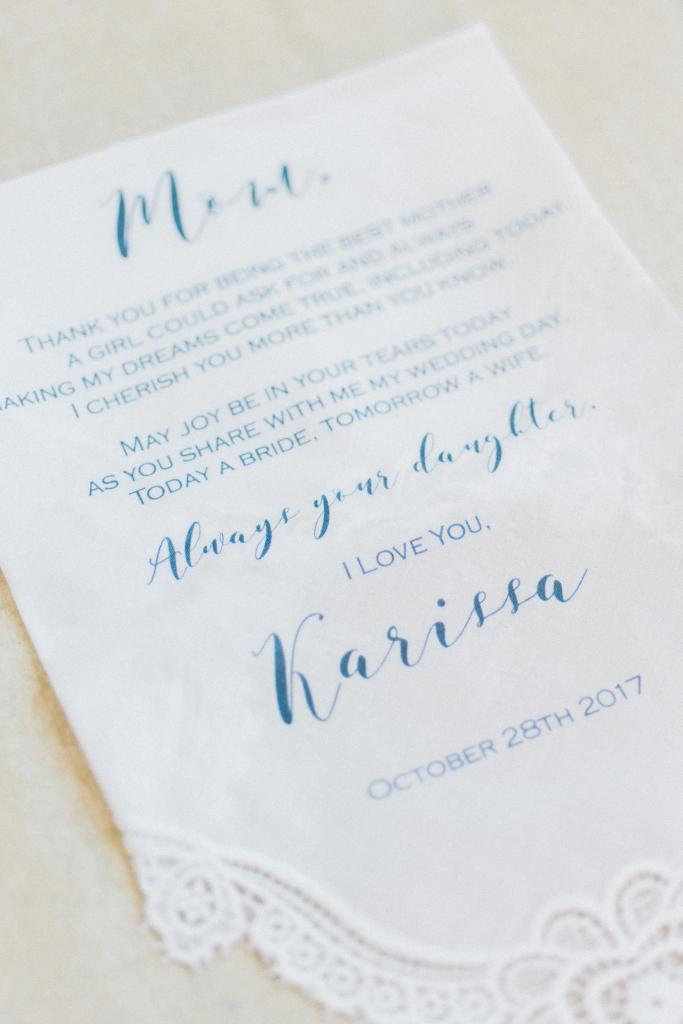 Mom,
THANK YOU FOR BEING THE BEST MOTHER
A GIRL COULD ASK FOR AND ALWAYS
AKING MY DREAMS COME TRUE, INCLUDING TODAY.
I CHERISH YOU MORE THAN YOU KNOW.
MAY JOY BE IN YOUR TEARS TODAY
AS YOU SHARE WITH ME MY WEDDING DAY.
TODAY A BRIDE, TOMORROW A WIFE,
Always your daughter.
I LOVE YOU,
Karissa
OCTOBER 28TH 2017